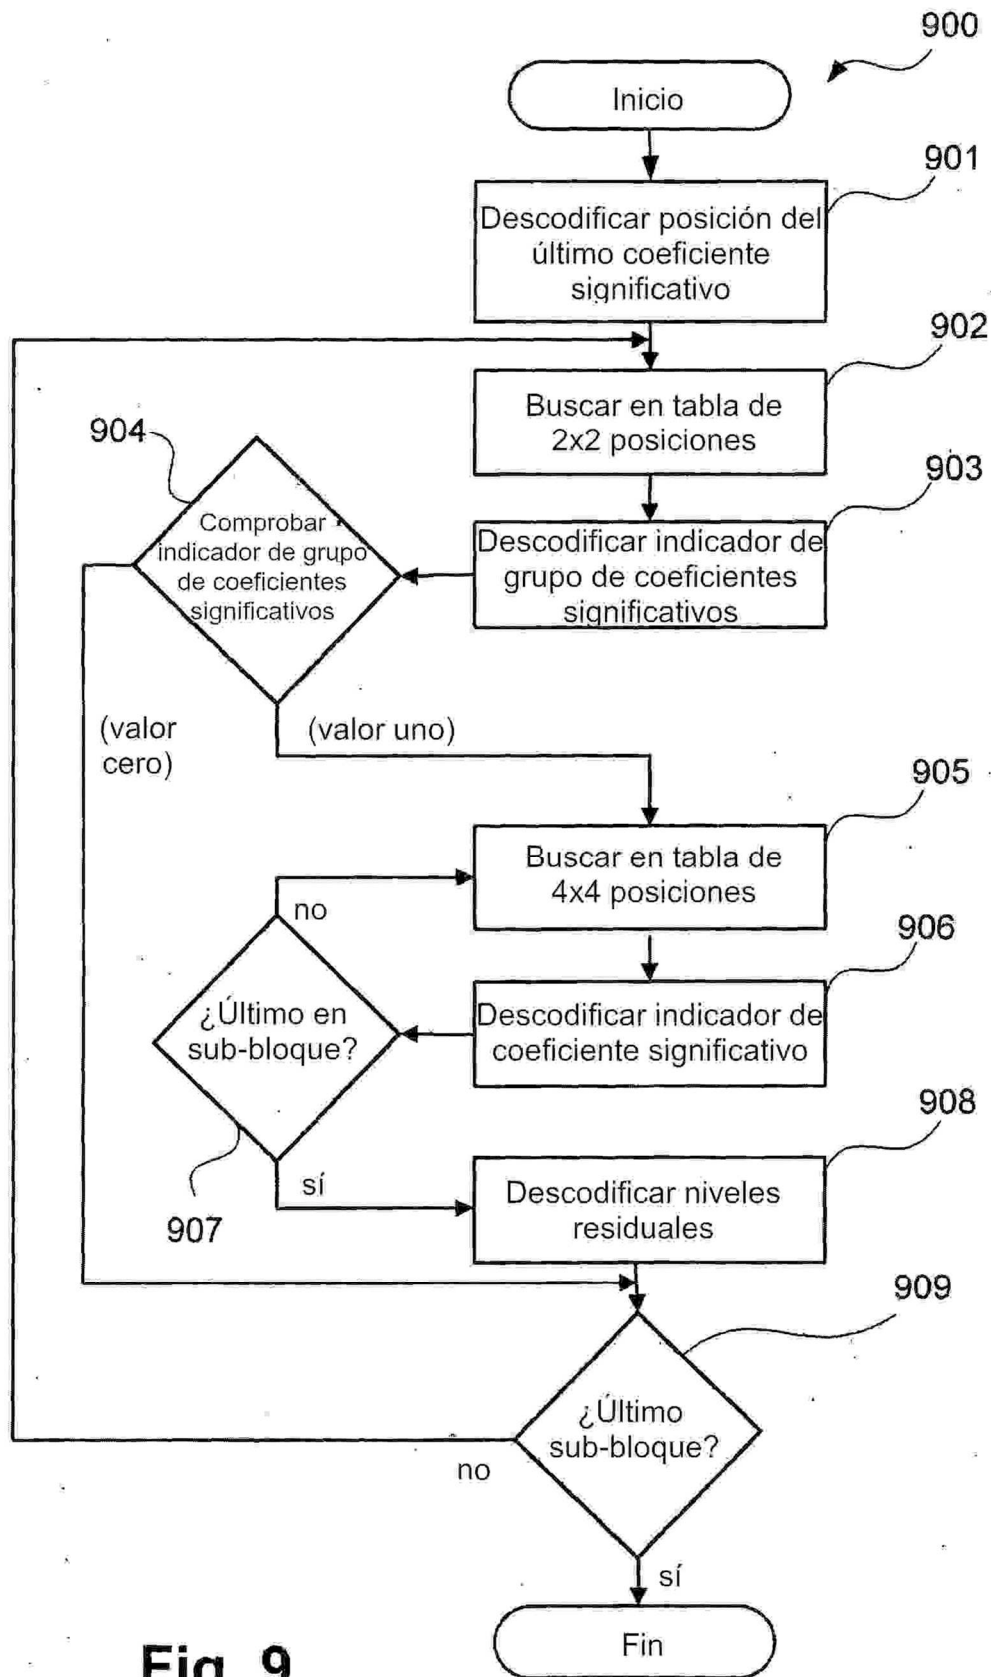 900
Inicio
901
Descodificar posición del
último coeficiente
significativo
902
Buscar en tabla de
2x2 posiciones
903
Descodificar indicador de
grupo de coeficientes
significativos
904
Comprobar
indicador de grupo
de coeficientes
significativos
(valor
cero)
(valor uno)
905
Buscar en tabla de
4x4 posiciones
no
906
Descodificar indicador de
coeficiente significativo
¿Último en
sub-bloque?
907
sí
908
Descodificar niveles
residuales
909
¿Último
sub-bloque?
no
sí
Fin
Fig. 9